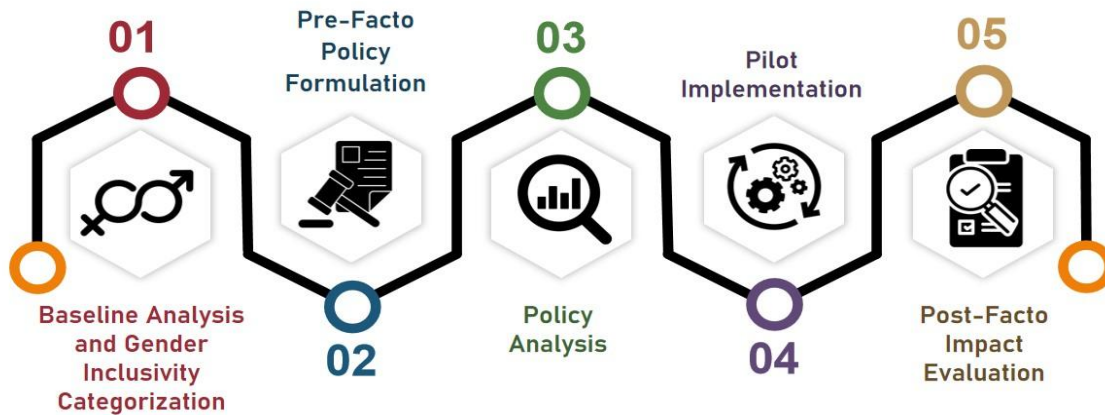 01
Baseline Analysis
and Gender
Inclusivity
Categorization
Pre-Facto
Policy
Formulation
02
03
Policy
Analysis
Pilot
Implementation
04
05
Post-Facto
Impact
Evaluation